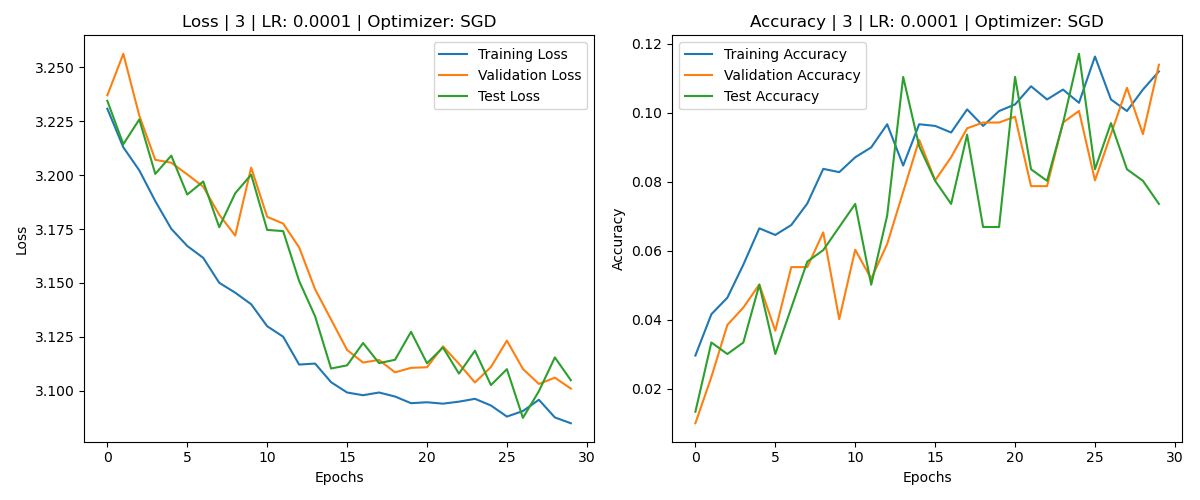 Loss | 3 | LR: 0.0001 | Optimizer: SGD
Training Loss
Validation Loss
Test Loss
3.250
3.225
3.200
3.175
3.150
3.125
3.100
Loss
0 5 10 15 20 25 30
Epochs
Accuracy | 3 | LR: 0.0001 | Optimizer: SGD
Training Accuracy
Validation Accuracy
Test Accuracy
0.12
0.10
0.08
0.06
0.04
0.02
Accuracy
0 5 10 15 20 25 30
Epochs